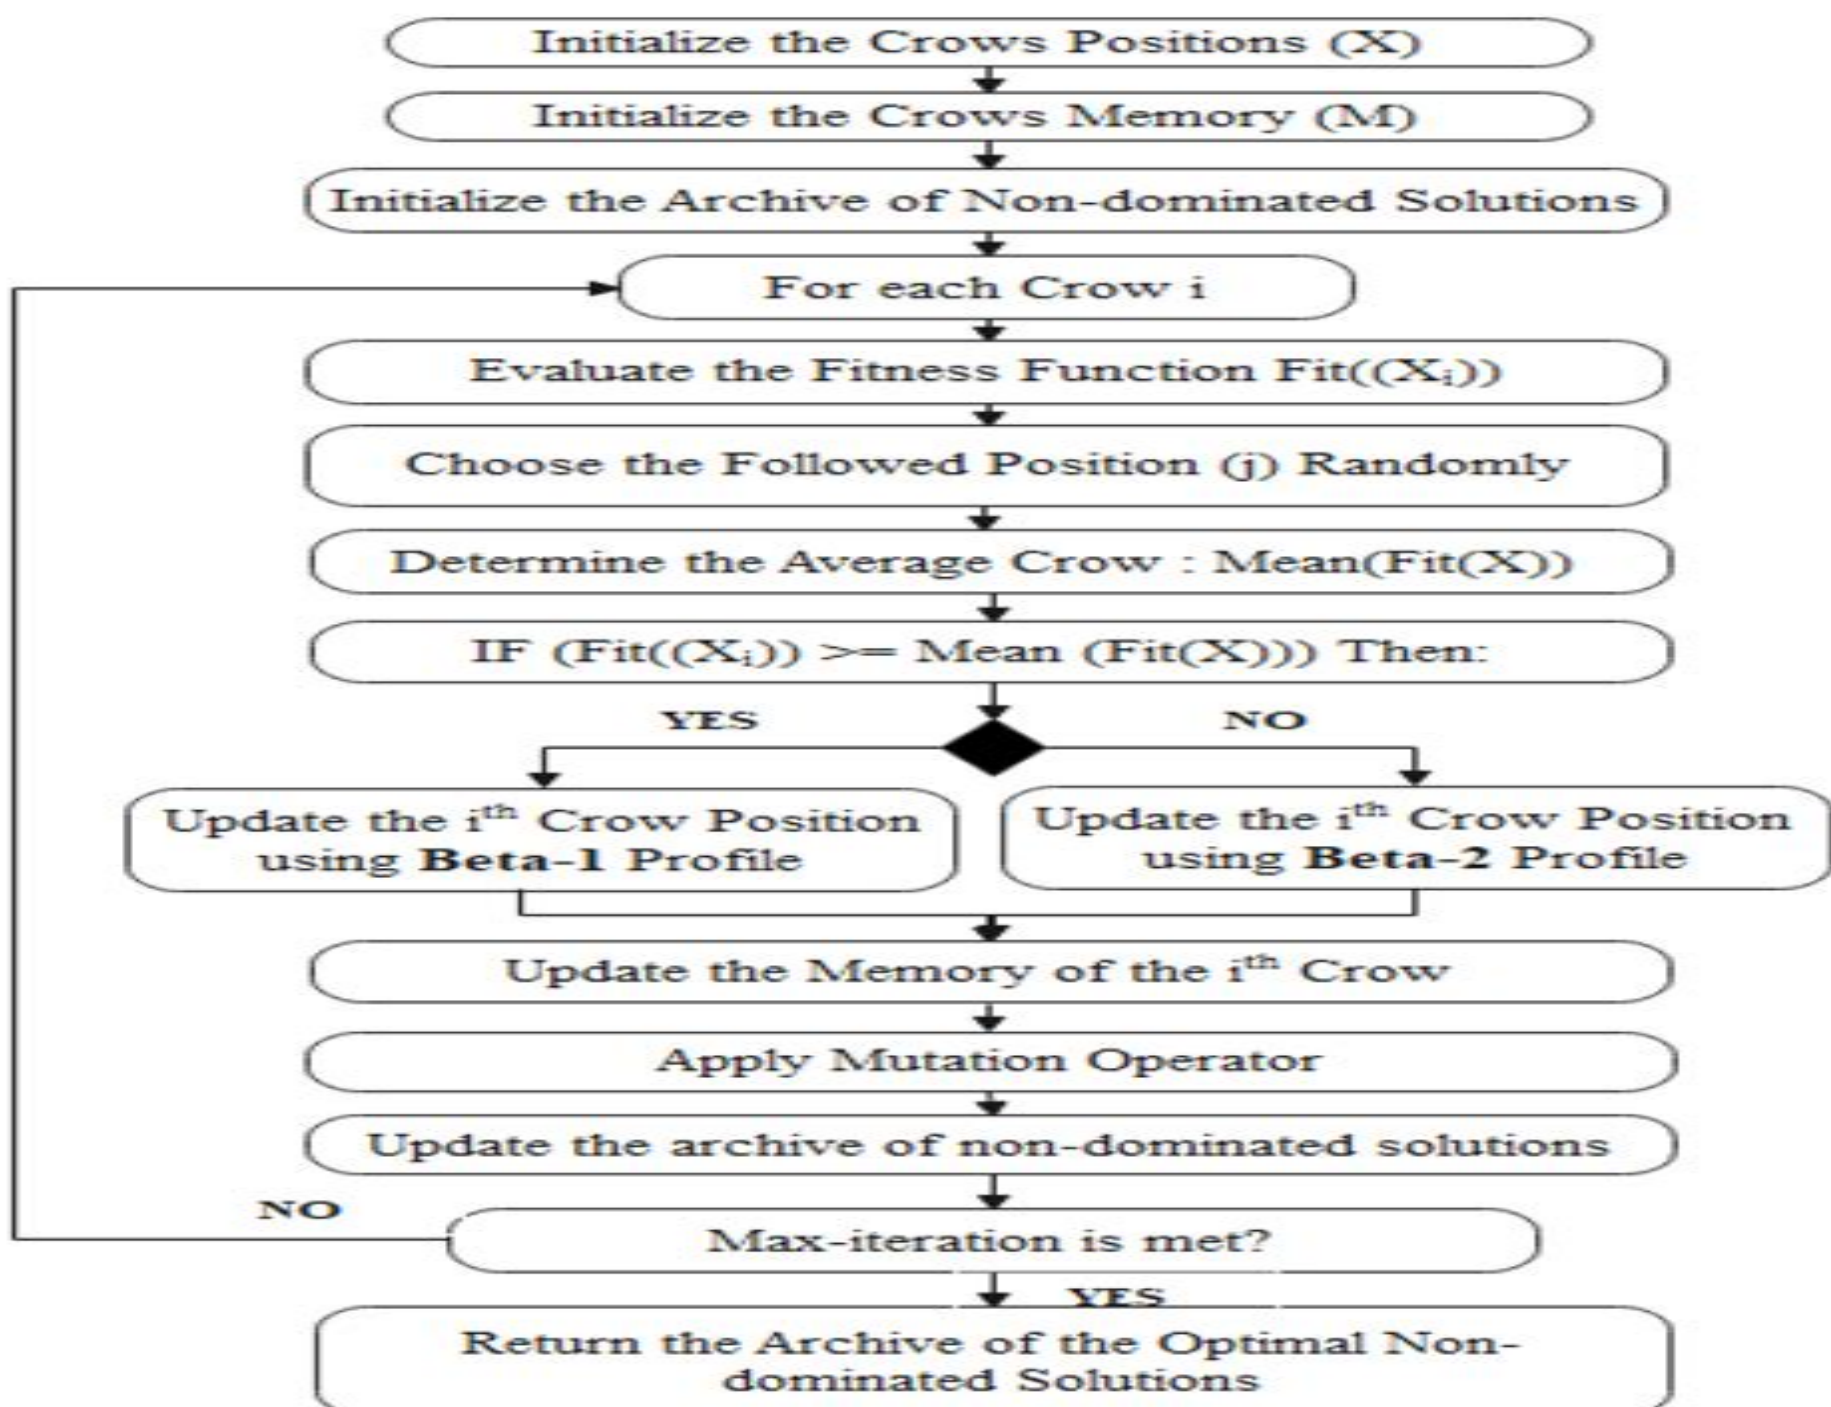 Initialize the Crows Positions (X)
Initialize the Crows Memory (M)
Initialize the Archive of Non-dominated Solutions
For each Crow i
Evaluate the Fitness Function Fit((Xᵢ))
Choose the Followed Position (j) Randomly
Determine the Average Crow : Mean(Fit(X))
IF (Fit((Xᵢ)) >= Mean (Fit(X))) Then:
YES
NO
Update the iᵗʰ Crow Position
using Beta-1 Profile
Update the iᵗʰ Crow Position
using Beta-2 Profile
Update the Memory of the iᵗʰ Crow
Apply Mutation Operator
Update the archive of non-dominated solutions
NO
Max-iteration is met?
YES
Return the Archive of the Optimal Non-
dominated Solutions